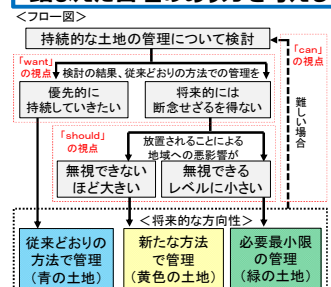 ＜フロー図＞
持続的な土地の管理について検討
「can」
の視点
「want」
の視点
検討の結果、従来どおりの方法での管理を
優先的に
持続していきたい
将来的には
断念せざるを得ない
難しい場合
「should」
の視点
放置されることによる
地域への悪影響が
無視できない
ほど大きい
無視できる
レベルに小さい
＜将来的な方向性＞
従来どおりの
方法で管理
（青の土地）
新たな方法
で管理
（黄色の土地）
必要最小限
の管理
（緑の土地）